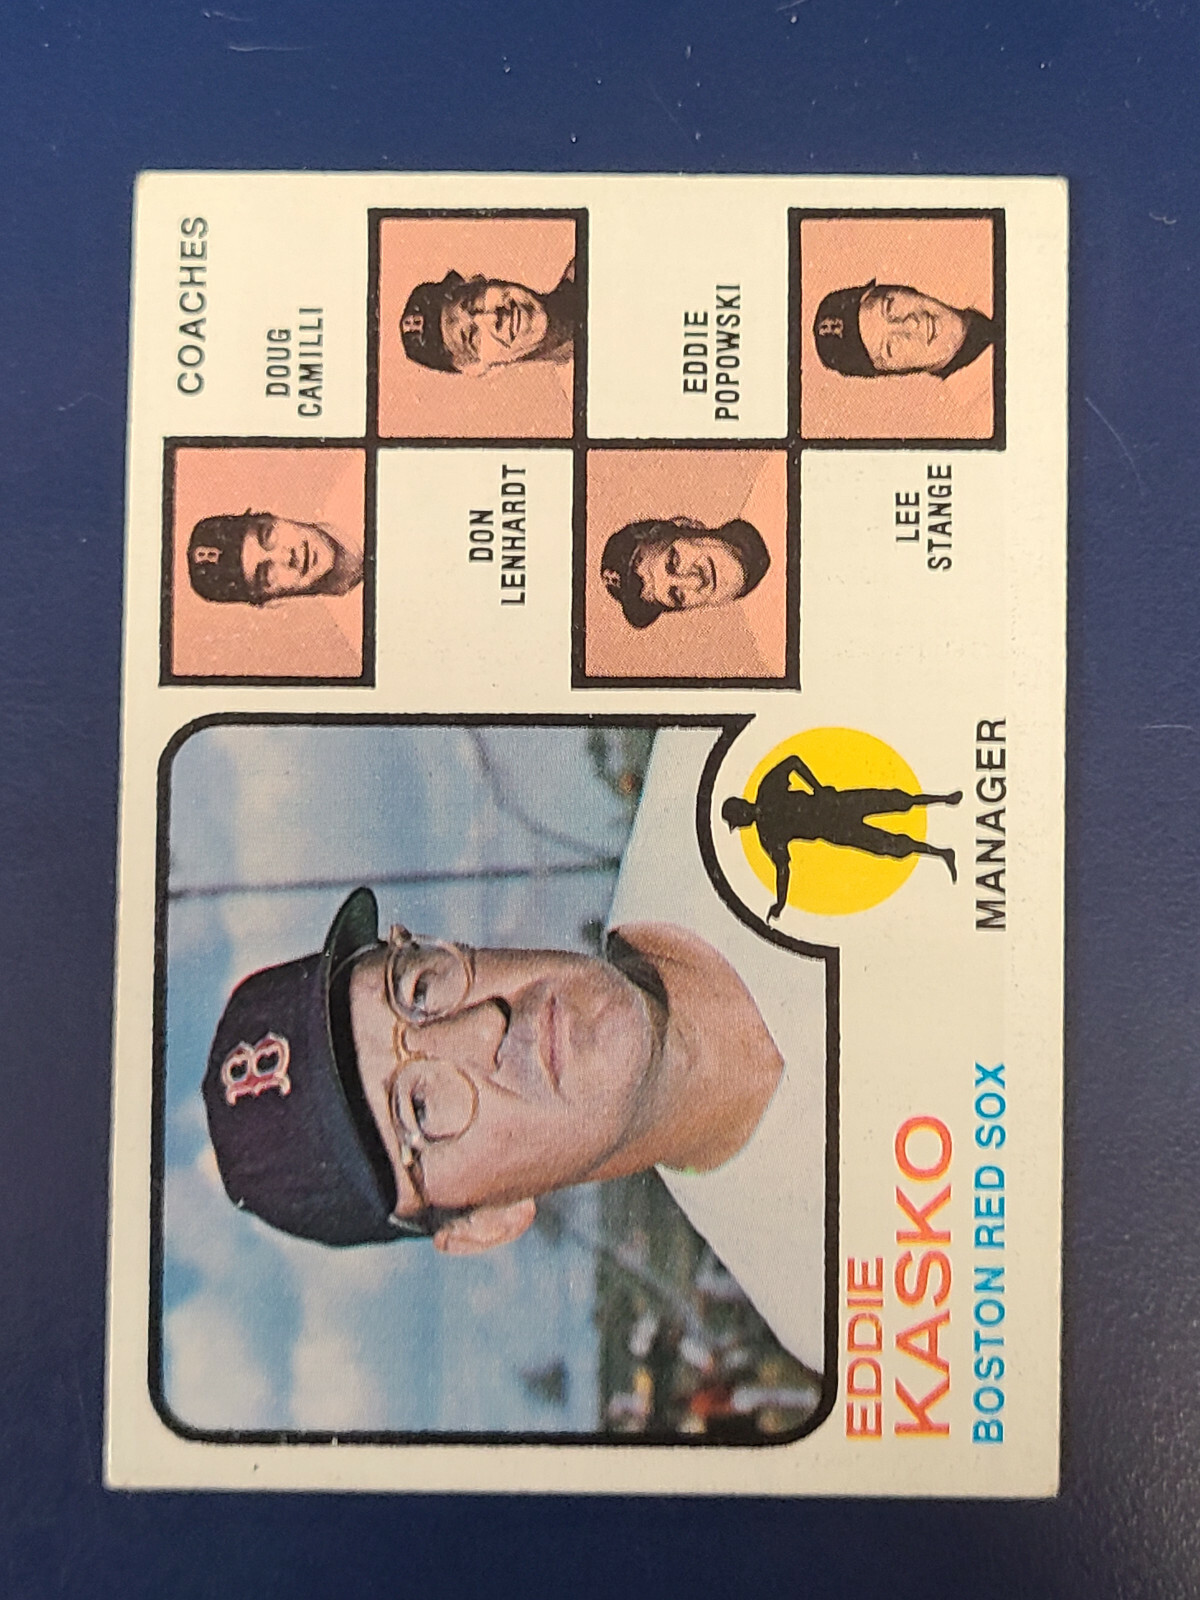 COACHES
DOUG
CAMILLI
DON
LENHARDT
EDDIE
POPOWSKI
LEE
STANGE
B
B
B
B
B
EDDIE
KASKO
BOSTON RED SOX
MANAGER